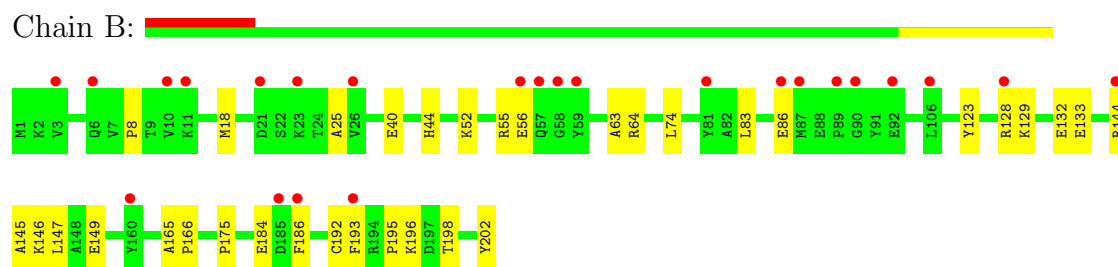 Chain B:
M1 K2 V3 Q6 V7 P8 T9 V10 K11 M18 D21 S22 K23 T24 A25 V26 E40 H44 K52 R55 E56 Q57 G58 Y59 A63 R64 L74 Y81 A82 L83 E86 M87 E88 P89 G90 Y91 E92 L106 Y123 R128 K129 E132 E133
A145 K146 L147 A148 E149 Y160 A165 P166 P175 E184 D185 F186 C192 F193 R194 P195 K196 D197 T198 Y202